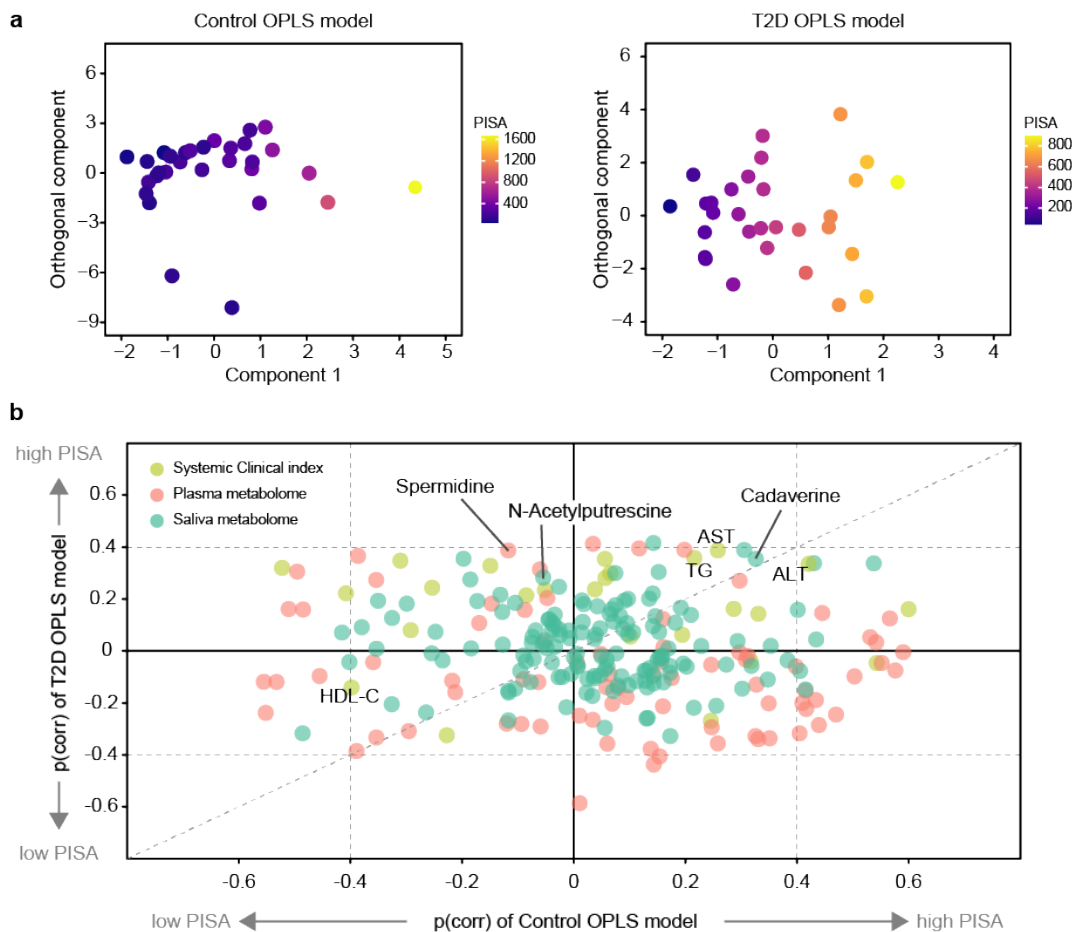 a
Control OPLS model
T2D OPLS model
Orthogonal component
6
3
0
−3
−6
−9
−2 −1 0 1 2 3 4 5
Component 1
PISA
1600
1200
800
400
Orthogonal component
6
4
2
0
−2
−4
−2 −1 0 1 2 3 4
Component 1
PISA
800
600
400
200
b
high PISA
p(corr) of T2D OPLS model
low PISA
0.6
0.4
0.2
0
-0.2
-0.4
-0.6
Systemic Clinical index
Plasma metabolome
Saliva metabolome
Spermidine
N-Acetylputrescine
Cadaverine
AST
TG
ALT
HDL-C
-0.6 -0.4 -0.2 0 0.2 0.4 0.6
low PISA
p(corr) of Control OPLS model
high PISA